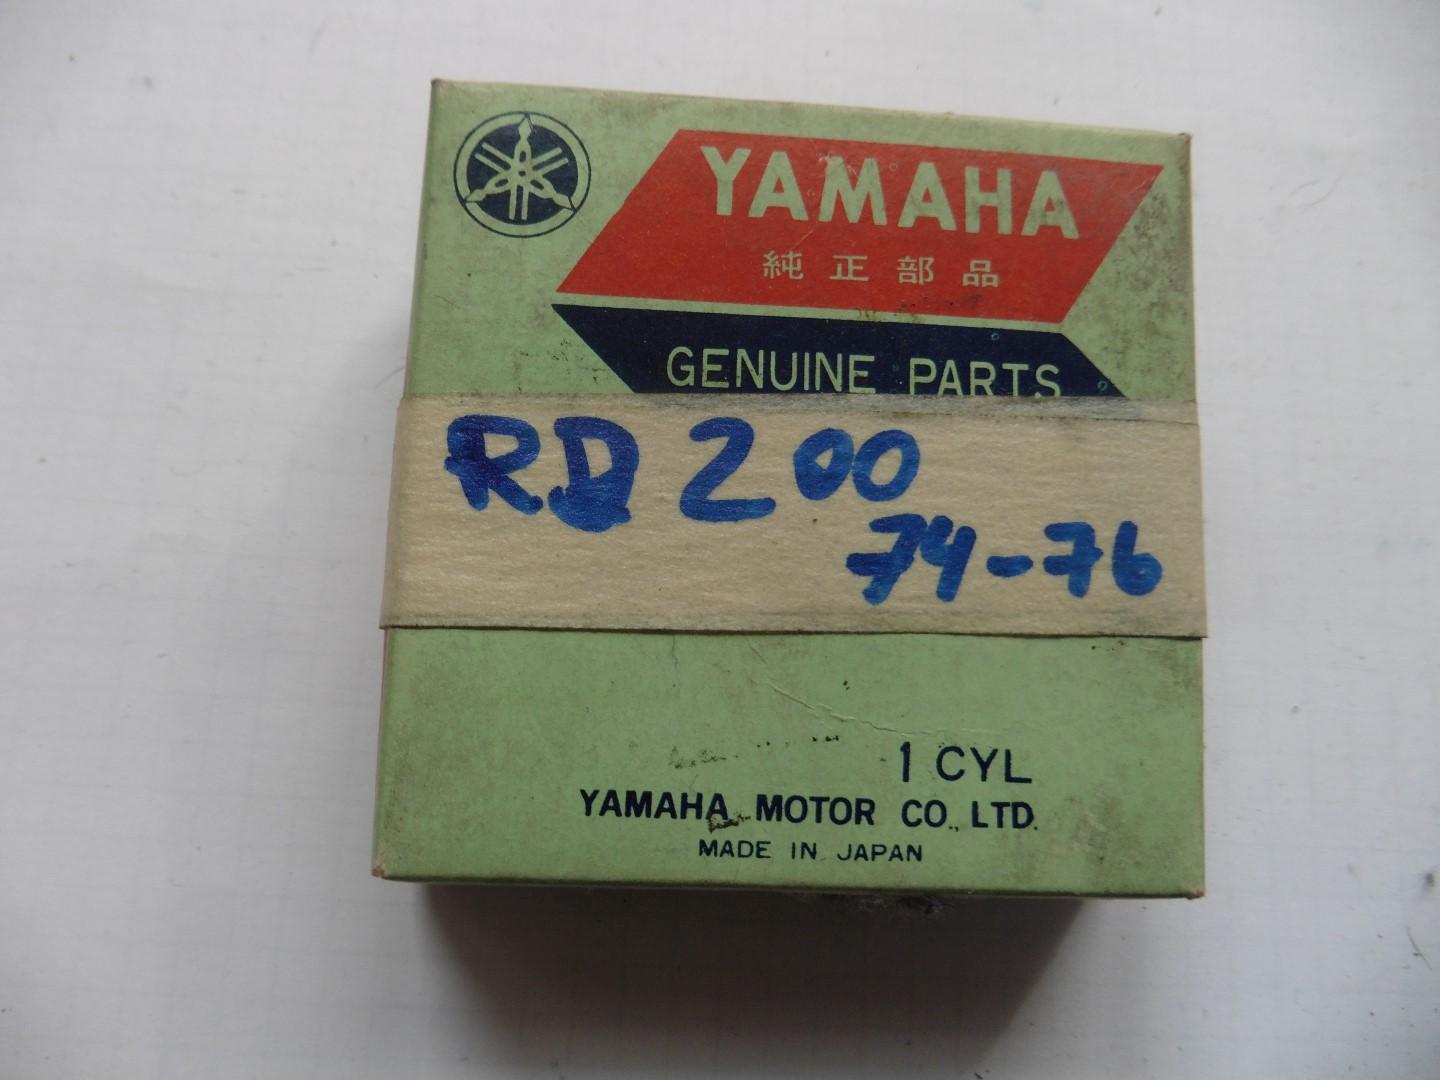 YAMAHA
純正部品
GENUINE PARTS
RD 200
74-76
1 CYL
YAMAHA MOTOR CO., LTD.
MADE IN JAPAN